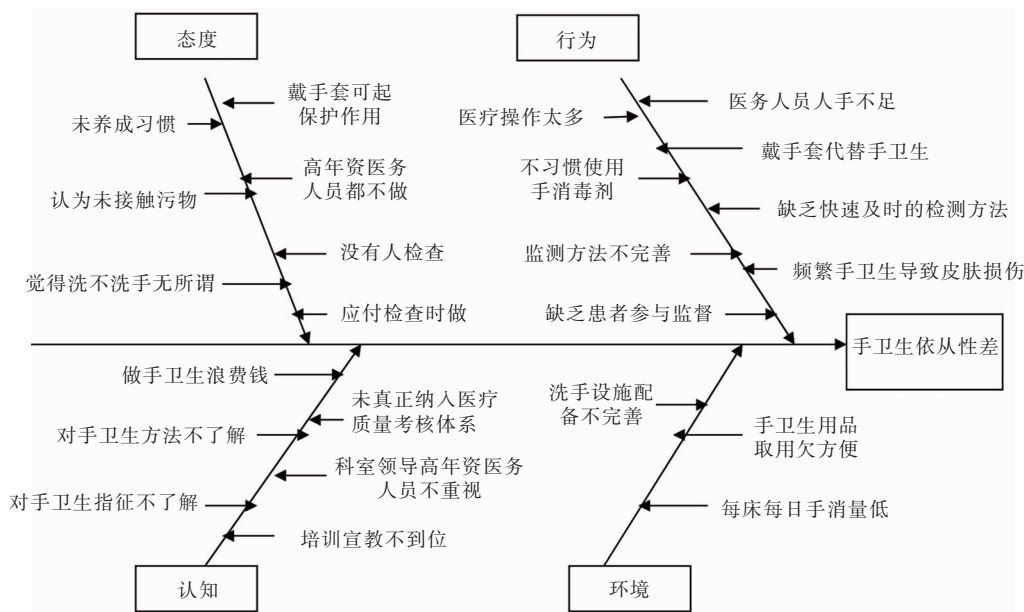 态度
行为
戴手套可起
保护作用
未养成习惯
高年资医务
人员都不做
认为未接触污物
没有人检查
觉得洗不洗手无所谓
应付检查时做
医务人员人手不足
医疗操作太多
戴手套代替手卫生
不习惯使用
手消毒剂
缺乏快速及时的检测方法
监测方法不完善
频繁手卫生导致皮肤损伤
缺乏患者参与监督
手卫生依从性差
做手卫生浪费钱
未真正纳入医疗
质量考核体系
对手卫生方法不了解
科室领导高年资医务
人员不重视
对手卫生指征不了解
培训宣教不到位
认知
洗手设施配
备不完善
手卫生用品
取用欠方便
每床每日手消量低
环境